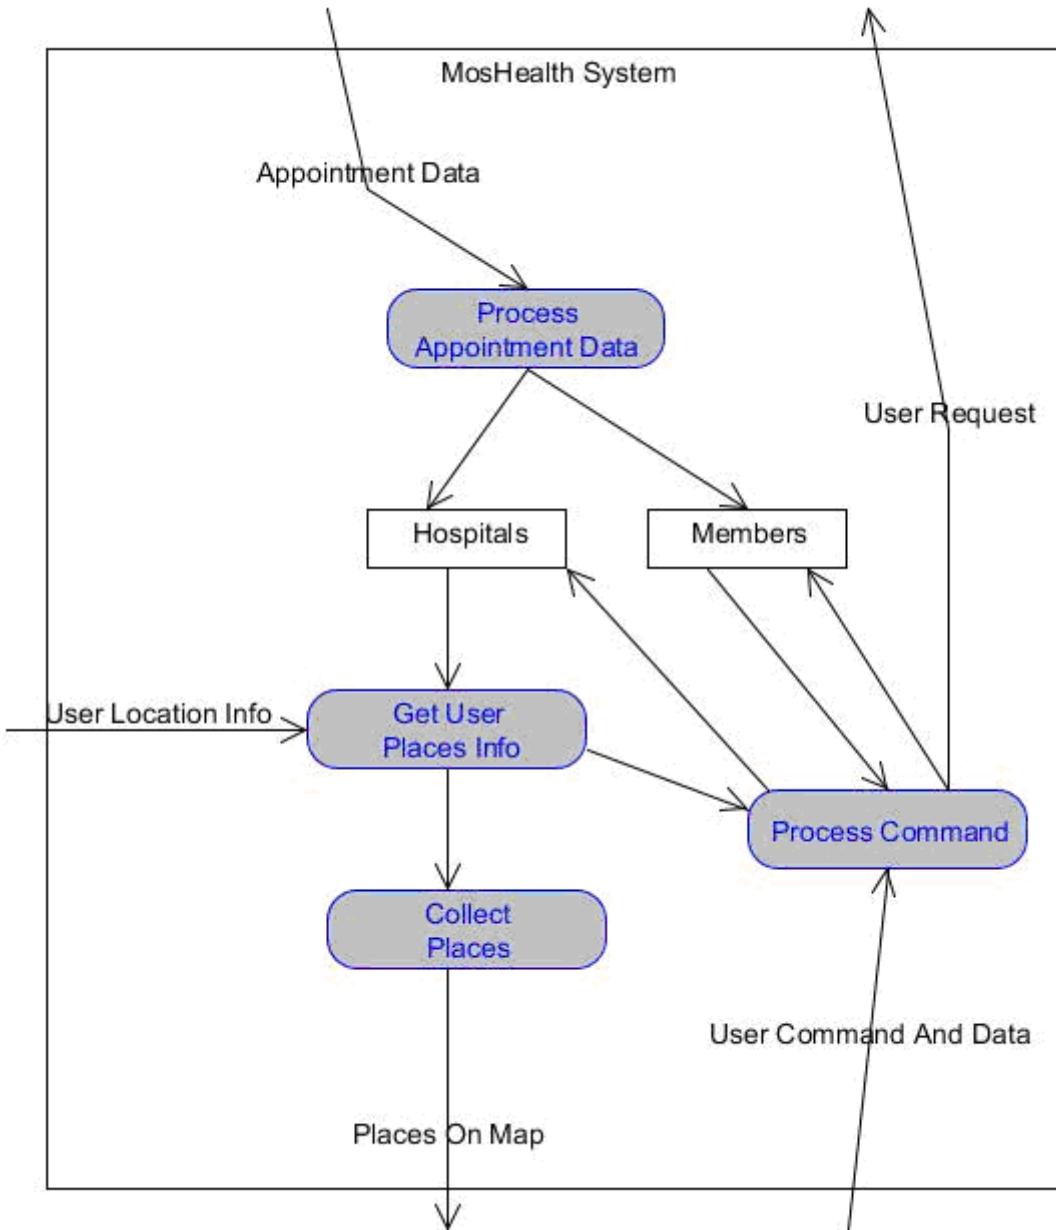 MosHealth System
Appointment Data
Process
Appointment Data
User Request
Hospitals
Members
User Location Info
Get User
Places Info
Process Command
Collect
Places
User Command And Data
Places On Map